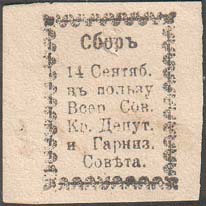 Сборъ
14 Сентяб.
въ пользу
Всер. Сов.
Кр. Депут.
и Гарниз.
Совѣта.